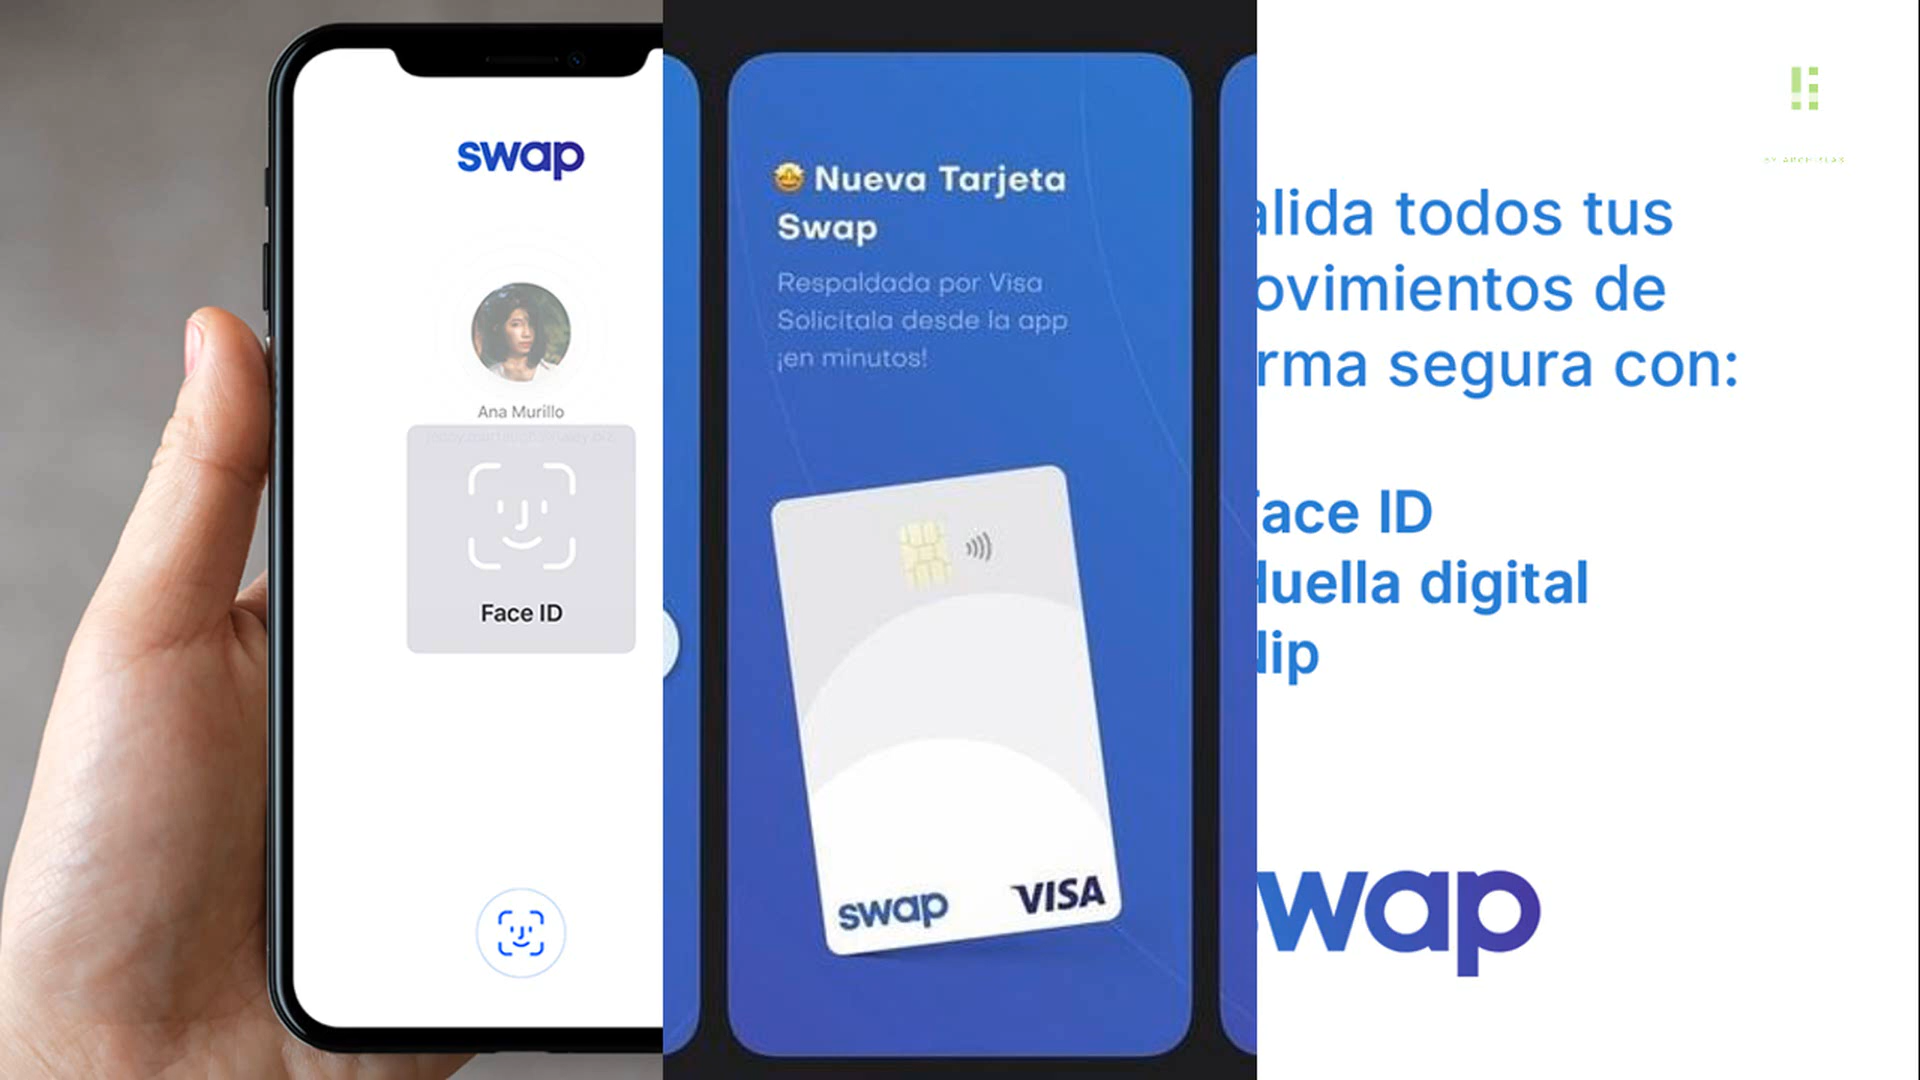 swap
Ana Murillo
Face ID
🤩 Nueva Tarjeta
Swap
Respaldada por Visa
Solicítala desde la app
¡en minutos!
swap
VISA
alida todos tus
ovimientos de
rma segura con:
ace ID
uella digital
ip
wap